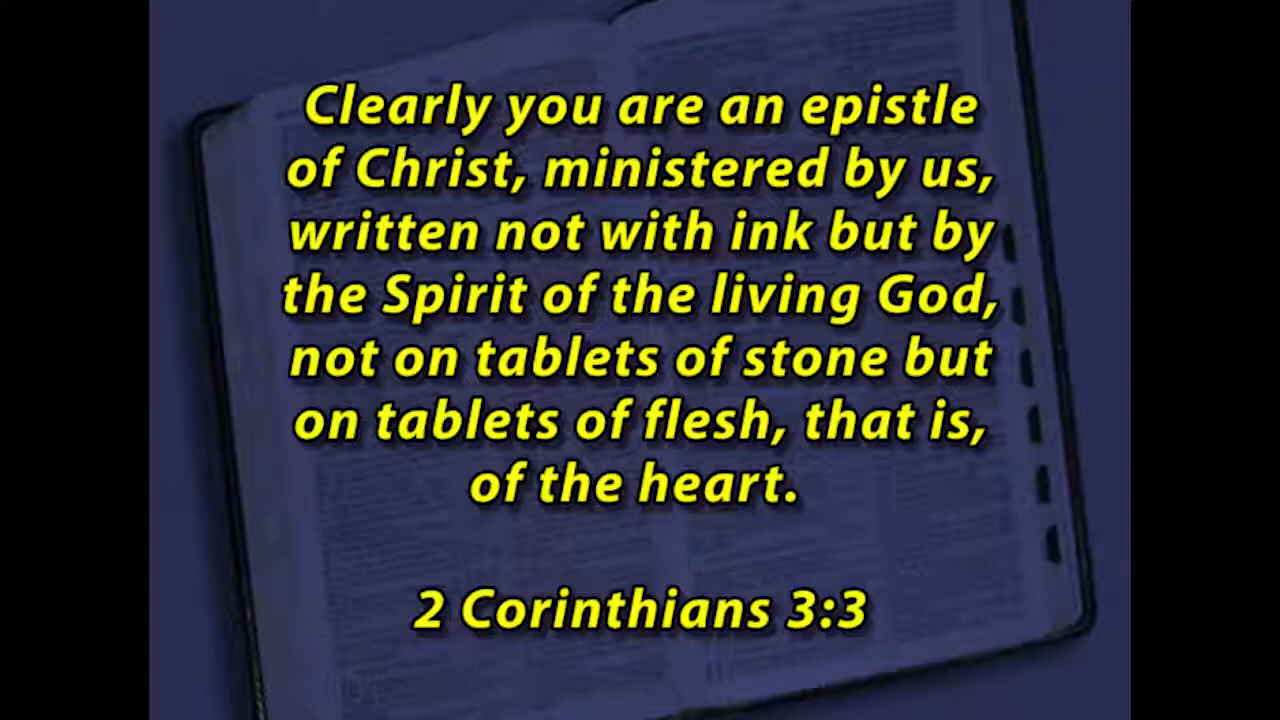 Clearly you are an epistle
of Christ, ministered by us,
written not with ink but by
the Spirit of the living God,
not on tablets of stone but
on tablets of flesh, that is,
of the heart.
2 Corinthians 3:3